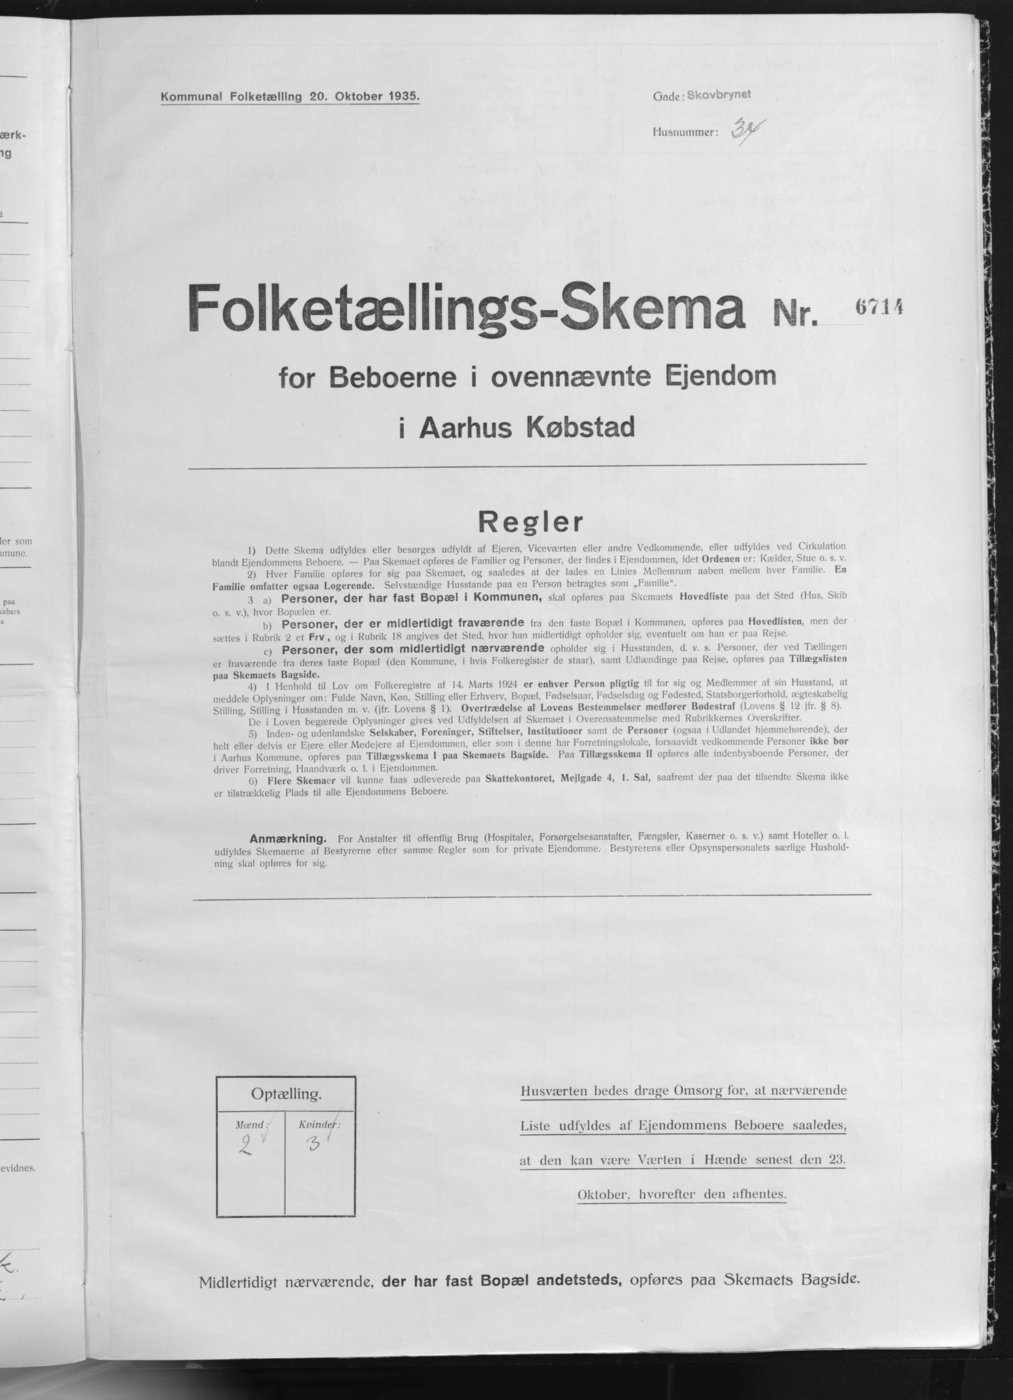 Kommunal Folketælling 20. Oktober 1935.
Gade: Skovbrynet
Husnummer: 34
Folketællings-Skema Nr. 6714
for Beboerne i ovennævnte Ejendom
i Aarhus Købstad
Regler
1) Dette Skema udfyldes eller besørges udfyldt af Ejeren, Viceværten eller andre Vedkommende, eller udfyldes ved Cirkulation
blandt Ejendommens Beboere. — Paa Skemaet opføres de Familier og Personer, der findes i Ejendommen, idet Ordenen er: Kælder, Stue o. s. v.
2) Hver Familie opføres for sig paa Skemaet, og saaledes at der lades en Linies Mellemrum aaben mellem hver Familie. En
Familie omfatter ogsaa Logerende. Selvstændige Husstande paa en Person betragtes som „Familie“.
3 a) Personer, der har fast Bopæl i Kommunen, skal opføres paa Skemaets Hovedliste paa det Sted (Hus, Skib
o. s. v.), hvor Bopælen er.
b) Personer, der er midlertidigt fraværende fra den faste Bopæl i Kommunen, opføres paa Hovedlisten, men der
sættes i Rubrik 2 et Frv., og i Rubrik 18 angives det Sted, hvor han midlertidigt opholder sig, eventuelt om han er paa Rejse.
c) Personer, der som midlertidigt nærværende opholder sig i Husstanden, d. v. s. Personer, der ved Tællingen
er fraværende fra deres faste Bopæl (den Kommune, i hvis Folkeregister de staar), samt Udlændinge paa Rejse, opføres paa Tillægslisten
paa Skemaets Bagside.
4) I Henhold til Lov om Folkeregistre af 14. Marts 1924 er enhver Person pligtig til for sig og Medlemmer af sin Husstand, at
meddele Oplysninger om: Fulde Navn, Køn, Stilling eller Erhverv, Bopæl, Fødselsaar, Fødselsdag og Fødested, Statsborgerforhold, ægteskabelig
Stilling, Stilling i Husstanden m. v. (jfr. Lovens § 1). Overtrædelse af Lovens Bestemmelser medfører Bødestraf (Lovens § 12 jfr. § 8).
De i Loven begærede Oplysninger gives ved Udfyldelsen af Skemaet i Overensstemmelse med Rubrikkernes Overskrifter.
5) Inden- og udenlandske Selskaber, Foreninger, Stiftelser, Institutioner samt de Personer (ogsaa i Udlandet hjemmehørende), der
helt eller delvis er Ejere eller Medejere af Ejendommen, eller som i denne har Forretningslokale, forsaavidt vedkommende Personer ikke bor
i Aarhus Kommune, opføres paa Tillægsskema I paa Skemaets Bagside. Paa Tillægsskema II opføres alle indenbysboende Personer, der
driver Forretning, Haandværk o. l. i Ejendommen.
6) Flere Skemaer vil kunne faas udleverede paa Skattekontoret, Mejlgade 4, 1. Sal, saafremt der paa det tilsendte Skema ikke
er tilstrækkelig Plads til alle Ejendommens Beboere.
Anmærkning. For Anstalter til offentlig Brug (Hospitaler, Forsørgelsesanstalter, Fængsler, Kaserner o. s. v.) samt Hoteller o. l.
udfyldes Skemaerne af Bestyrerne efter samme Regler som for private Ejendomme. Bestyrerens eller Opsynspersonalets særlige Hushold-
ning skal opføres for sig.
Optælling.
Mænd: Kvinder:
2 3
Husværten bedes drage Omsorg for, at nærværende
Liste udfyldes af Ejendommens Beboere saaledes,
at den kan være Værten i Hænde senest den 23.
Oktober, hvorefter den afhentes.
Midlertidigt nærværende, der har fast Bopæl andetsteds, opføres paa Skemaets Bagside.